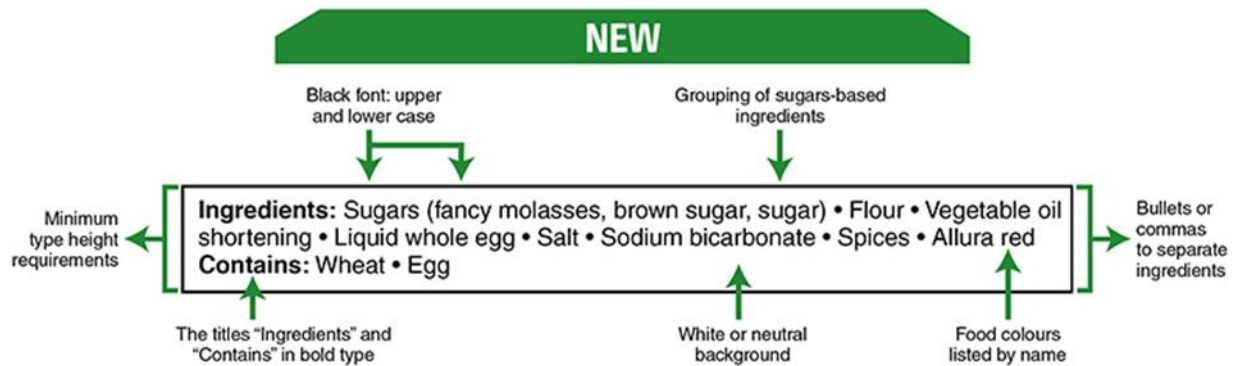 NEW
Black font: upper
and lower case
Grouping of sugars-based
ingredients
Minimum
type height
requirements
Ingredients: Sugars (fancy molasses, brown sugar, sugar) • Flour • Vegetable oil
shortening • Liquid whole egg • Salt • Sodium bicarbonate • Spices • Allura red
Contains: Wheat • Egg
Bullets or
commas
to separate
ingredients
The titles “Ingredients” and
“Contains” in bold type
White or neutral
background
Food colours
listed by name